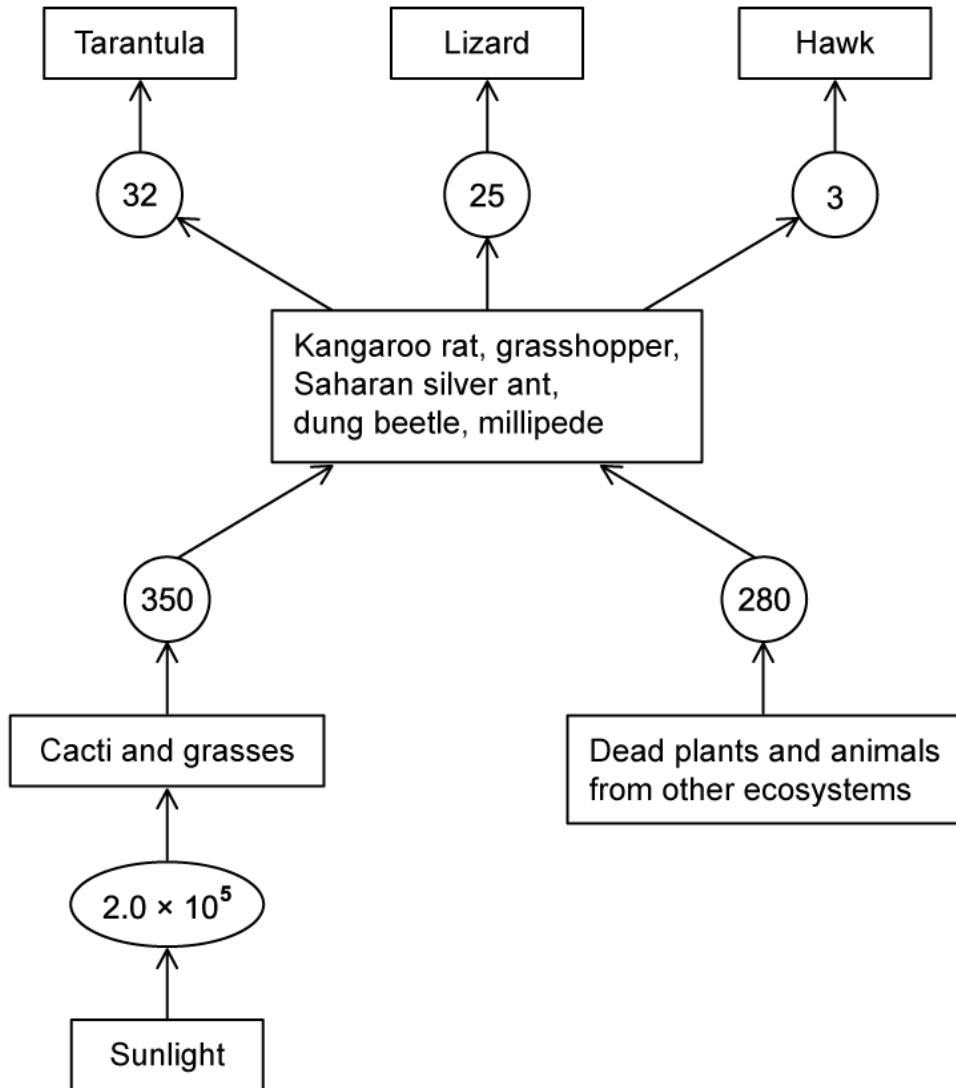 Tarantula
Lizard
Hawk
32
25
3
Kangaroo rat, grasshopper,
Saharan silver ant,
dung beetle, millipede
350
280
Cacti and grasses
Dead plants and animals
from other ecosystems
2.0 × 10⁵
Sunlight